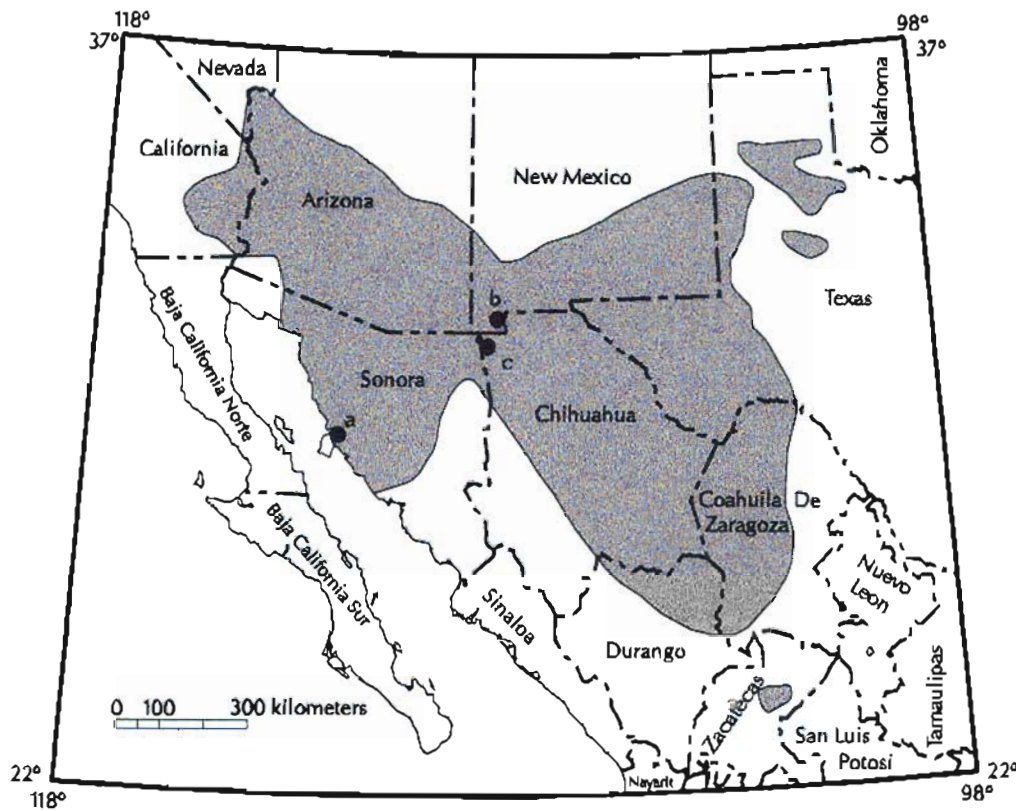 118°
37°
98°
37°
Nevada
Oklahoma
California
New Mexico
Arizona
Texas
b
c
Baja California Norte
Sonora
Chihuahua
a
Coahuila De
Zaragoza
Baja California Sur
Nuevo
Leon
Sinaloa
Durango
Tamaulipas
Zacatecas
0 100 300 kilometers
San Luis
Potosi
Nayarit
22°
118°
22°
98°